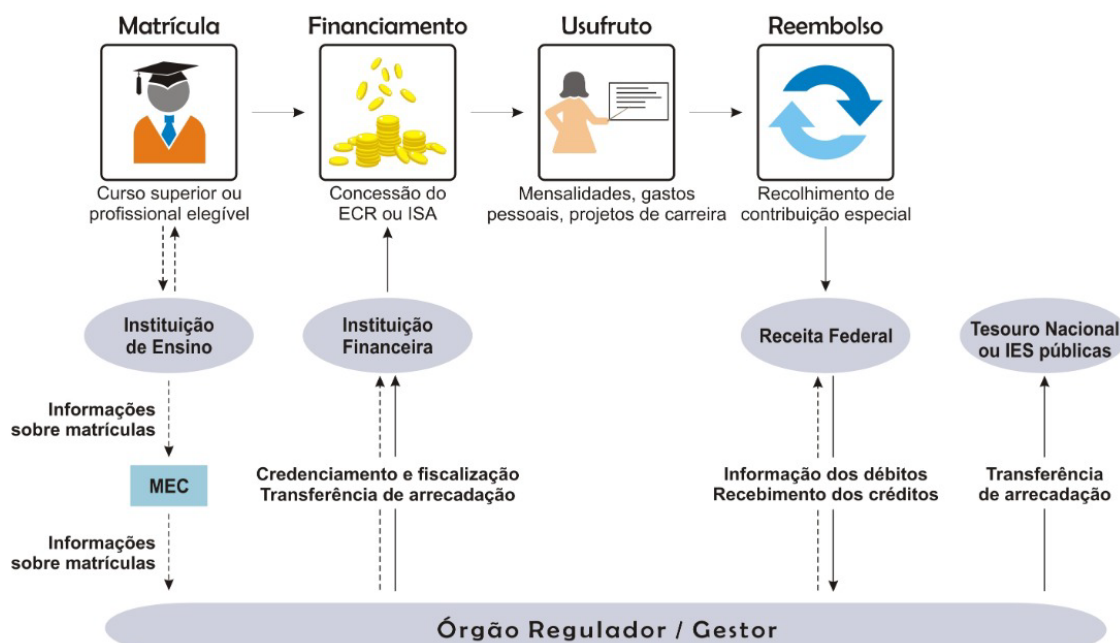 Matrícula
Financiamento
Usufruto
Reembolso
Curso superior ou
profissional elegível
Concessão do
ECR ou ISA
Mensalidades, gastos
pessoais, projetos de carreira
Recolhimento de
contribuição especial
Instituição
de Ensino
Instituição
Financeira
Receita Federal
Tesouro Nacional
ou IES públicas
Informações
sobre matrículas
MEC
Credenciamento e fiscalização
Transferência de arrecadação
Informação dos débitos
Recebimento dos créditos
Transferência
de arrecadação
Informações
sobre matrículas
Órgão Regulador / Gestor